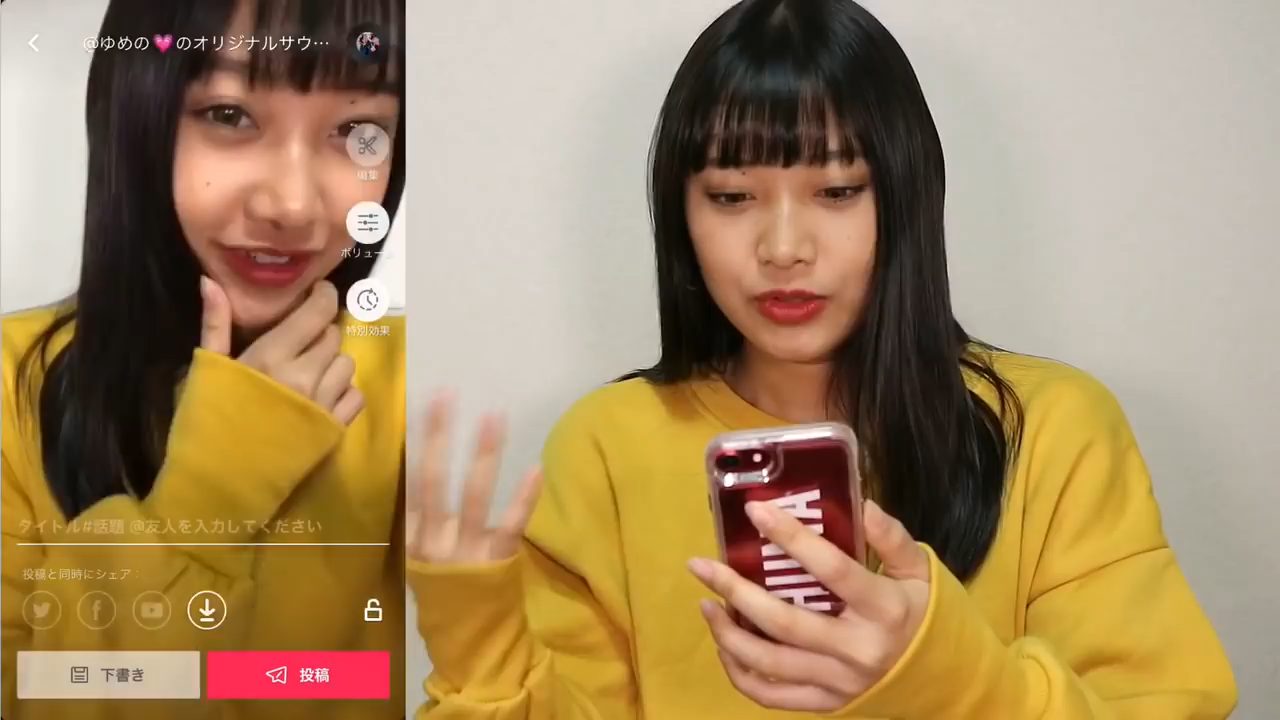 @ゆめの💗のオリジナルサウ…
編集
ボリュー
特別効果
タイトル#話題 @友人を入力してください
投稿と同時にシェア：
下書き
投稿